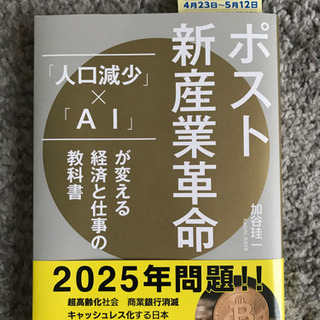 4月23日～5月12日
ポスト
新産業革命
「人口減少」
×
「AI」
が変える
経済と仕事の
教科書
加谷珪一
KEIICHI KAYA
2025年問題!!
超高齢化社会 商業銀行消滅
キャッシュレス化する日本